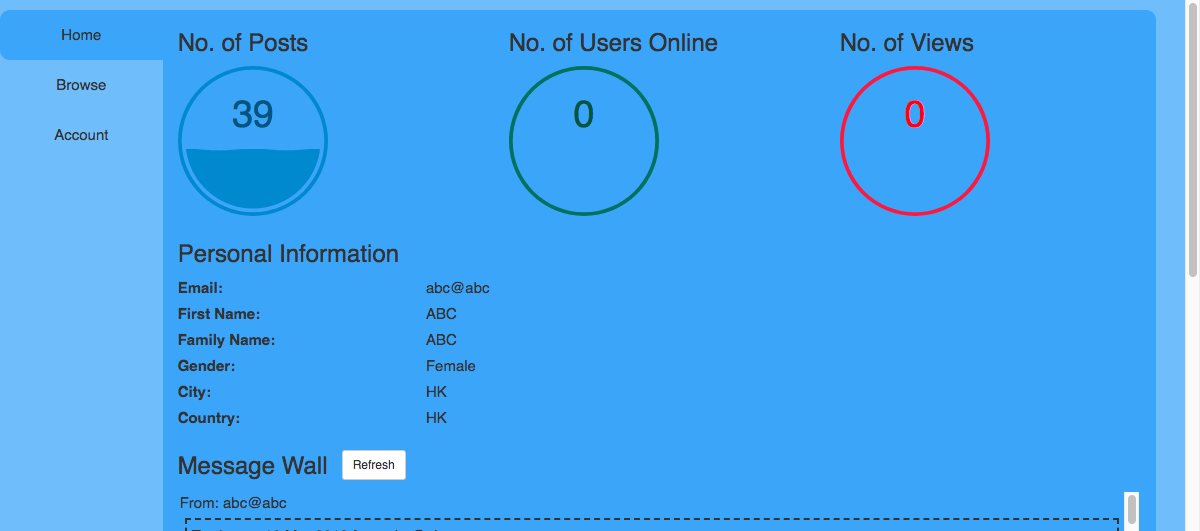 Home
Browse
Account
No. of Posts
39
No. of Users Online
0
No. of Views
0
Personal Information
Email: abc@abc
First Name: ABC
Family Name: ABC
Gender: Female
City: HK
Country: HK
Message Wall Refresh
From: abc@abc